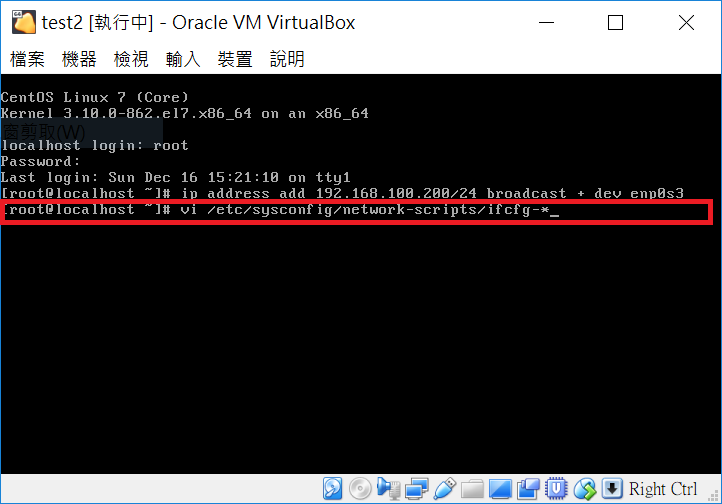 test2 [執行中] - Oracle VM VirtualBox
檔案 機器 檢視 輸入 裝置 說明
CentOS Linux 7 (Core)
Kernel 3.10.0-862.el7.x86_64 on an x86_64
窗剪取(W)
localhost login: root
Password:
Last login: Sun Dec 16 15:21:10 on tty1
[root@localhost ~]# ip address add 192.168.100.200/24 broadcast + dev enp0s3
[root@localhost ~]# vi /etc/sysconfig/network-scripts/ifcfg-*_
Right Ctrl